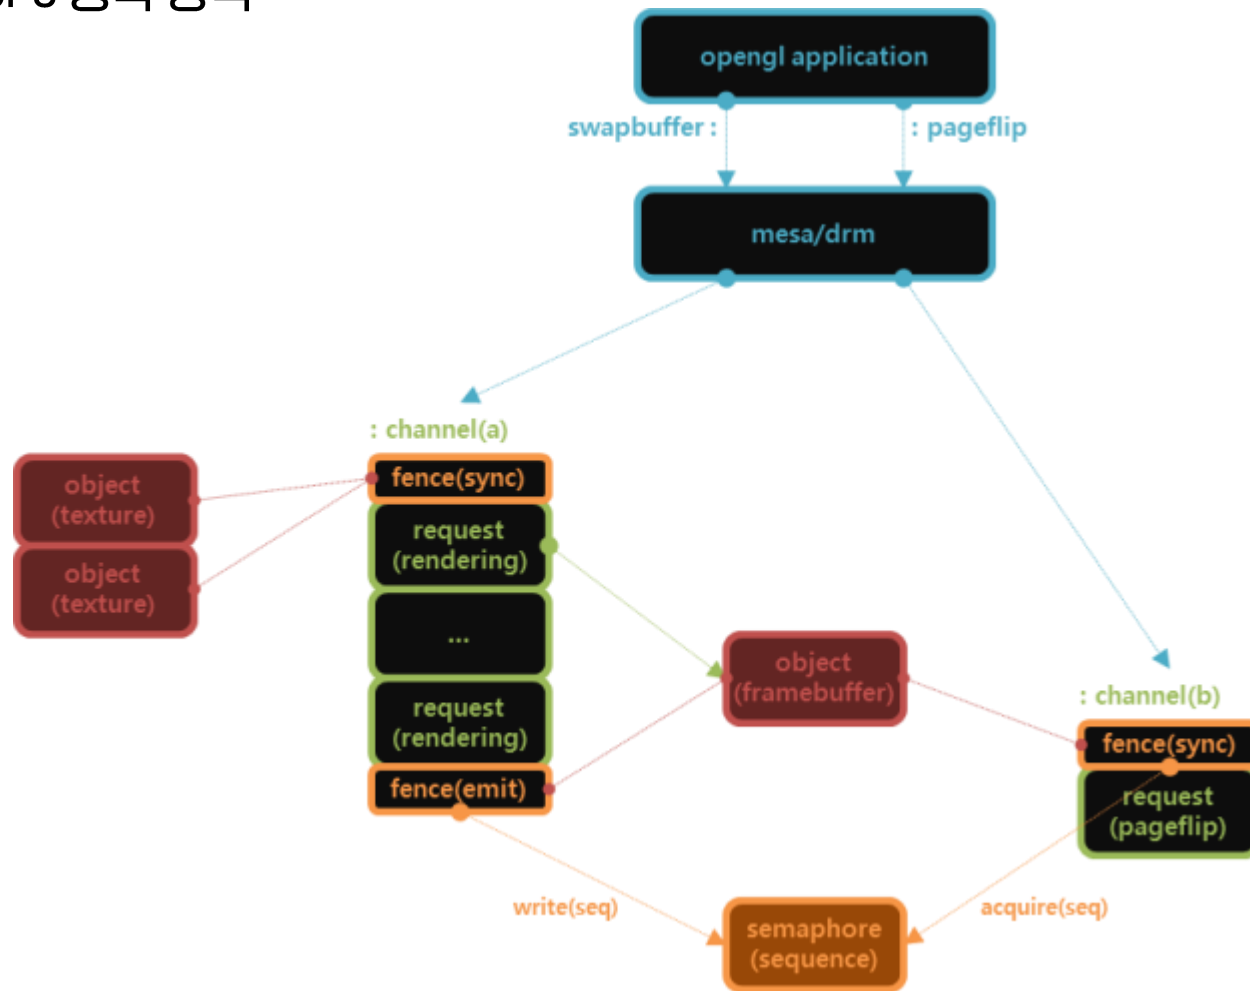 opengl application
swapbuffer :
: pageflip
mesa/drm
: channel(a)
fence(sync)
object
(texture)
object
(texture)
request
(rendering)
...
request
(rendering)
fence(emit)
object
(framebuffer)
: channel(b)
fence(sync)
request
(pageflip)
write(seq)
acquire(seq)
semaphore
(sequence)